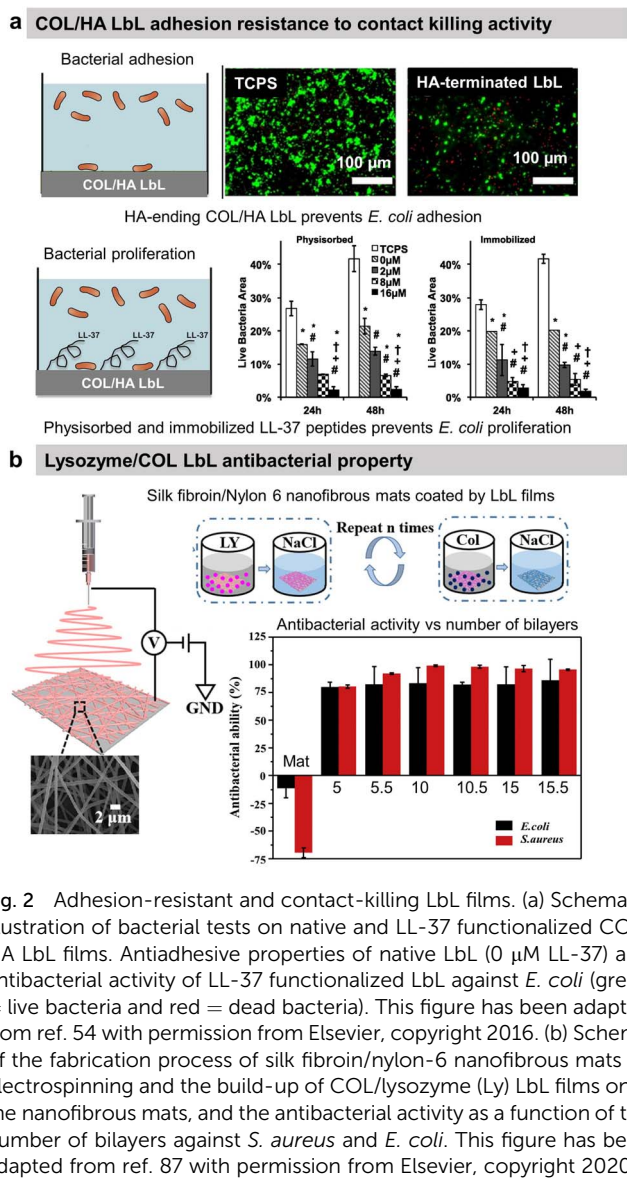 a COL/HA LbL adhesion resistance to contact killing activity
Bacterial adhesion
COL/HA LbL
TCPS
100 μm
HA-terminated LbL
100 μm
HA-ending COL/HA LbL prevents E. coli adhesion
Bacterial proliferation
LL-37 LL-37 LL-37
COL/HA LbL
Physisorbed
Live Bacteria Area
40%
30%
20%
10%
0%
TCPS
0μM
2μM
8μM
16μM
* * # * # * # * † + #
* # * # * † + #
24h 48h
Immobilized
Live Bacteria Area
40%
30%
20%
10%
0%
* * # + # † + #
* * # * + # † + #
24h 48h
Physisorbed and immobilized LL-37 peptides prevents E. coli proliferation
b Lysozyme/COL LbL antibacterial property
Silk fibroin/Nylon 6 nanofibrous mats coated by LbL films
LY NaCl
Repeat n times
Col NaCl
V
GND
2 μm
Antibacterial activity vs number of bilayers
Antibacterial ability (%)
125
100
75
50
25
0
-25
-50
-75
Mat
5 5.5 10 10.5 15 15.5
E.coli
S.aureus
g. 2 Adhesion-resistant and contact-killing LbL films. (a) Schema
ustration of bacterial tests on native and LL-37 functionalized CO
A LbL films. Antiadhesive properties of native LbL (0 μM LL-37) a
ntibacterial activity of LL-37 functionalized LbL against E. coli (gre
= live bacteria and red = dead bacteria). This figure has been adapt
om ref. 54 with permission from Elsevier, copyright 2016. (b) Schem
f the fabrication process of silk fibroin/nylon-6 nanofibrous mats
lectrospinning and the build-up of COL/lysozyme (Ly) LbL films on
he nanofibrous mats, and the antibacterial activity as a function of t
umber of bilayers against S. aureus and E. coli. This figure has be
dapted from ref. 87 with permission from Elsevier, copyright 2020